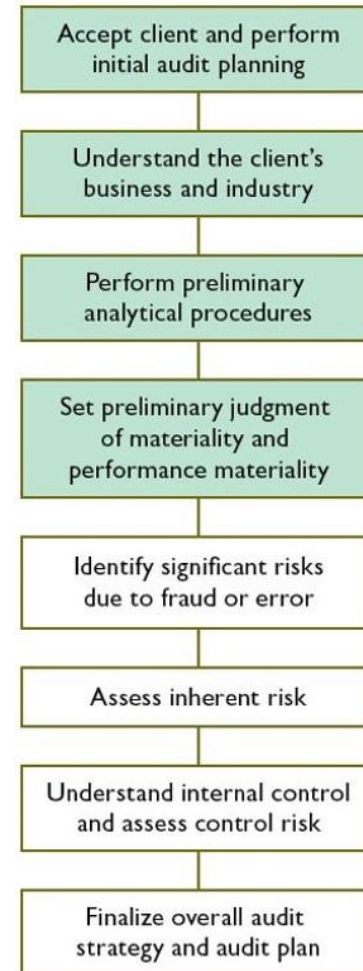 Accept client and perform
initial audit planning
Understand the client's
business and industry
Perform preliminary
analytical procedures
Set preliminary judgment
of materiality and
performance materiality
Identify significant risks
due to fraud or error
Assess inherent risk
Understand internal control
and assess control risk
Finalize overall audit
strategy and audit plan